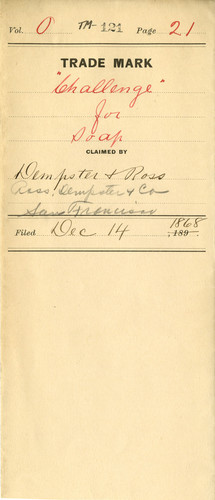 Vol. O TM-121 Page 21
TRADE MARK
"Challenge"
for
Soap
CLAIMED BY
Dempster & Ross
Ross, Dempster & Co
San Francisco
1868
Filed Dec 14 , 189